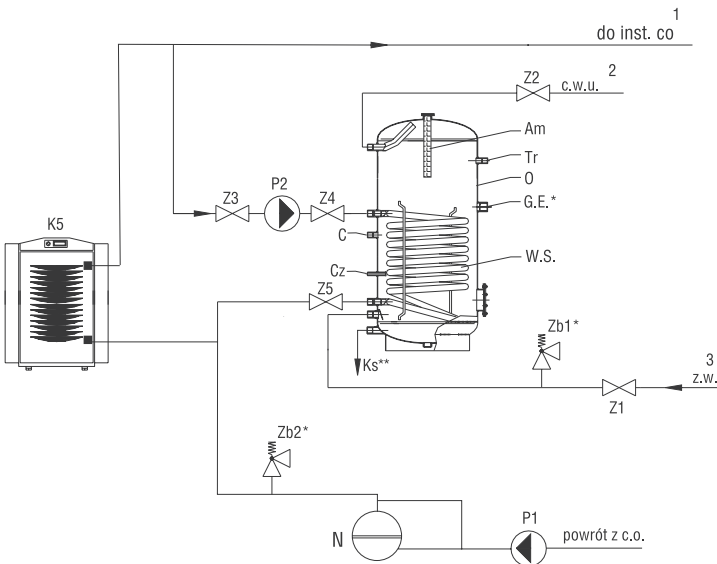 1
do inst. co
2
Z2
c.w.u.
Am
Tr
O
P2
Z3
Z4
G.E.*
K5
C
W.S.
Cz
Z5
Zb1*
3
Ks**
z.w.
Z1
Zb2*
P1
N
powrót z c.o.